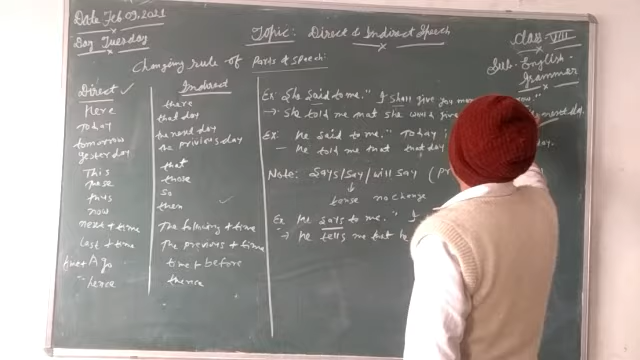 Date Feb 09, 2021
Day Tuesday
Topic: Direct & Indirect Speech
Class VIII
Sub- English
Grammar
Changing rule of Parts of speech:
Direct ✓
Here
Today
tomorrow
yesterday
This
these
thus
now
next + time
last + time
time + Ago
hence
Indirect
there
that day
the next day
the privious day
that
those
so
then ✓
The following + time
The previous + time
time + before
thence
Ex: She said to me." I shall give you
→ She told me that she would give next day.
Ex: He said to me." Today
– He told me that that day day.
Note: Says/Say/will say
↓
tense no change
Ex He says to me." I
→ He tells me that he